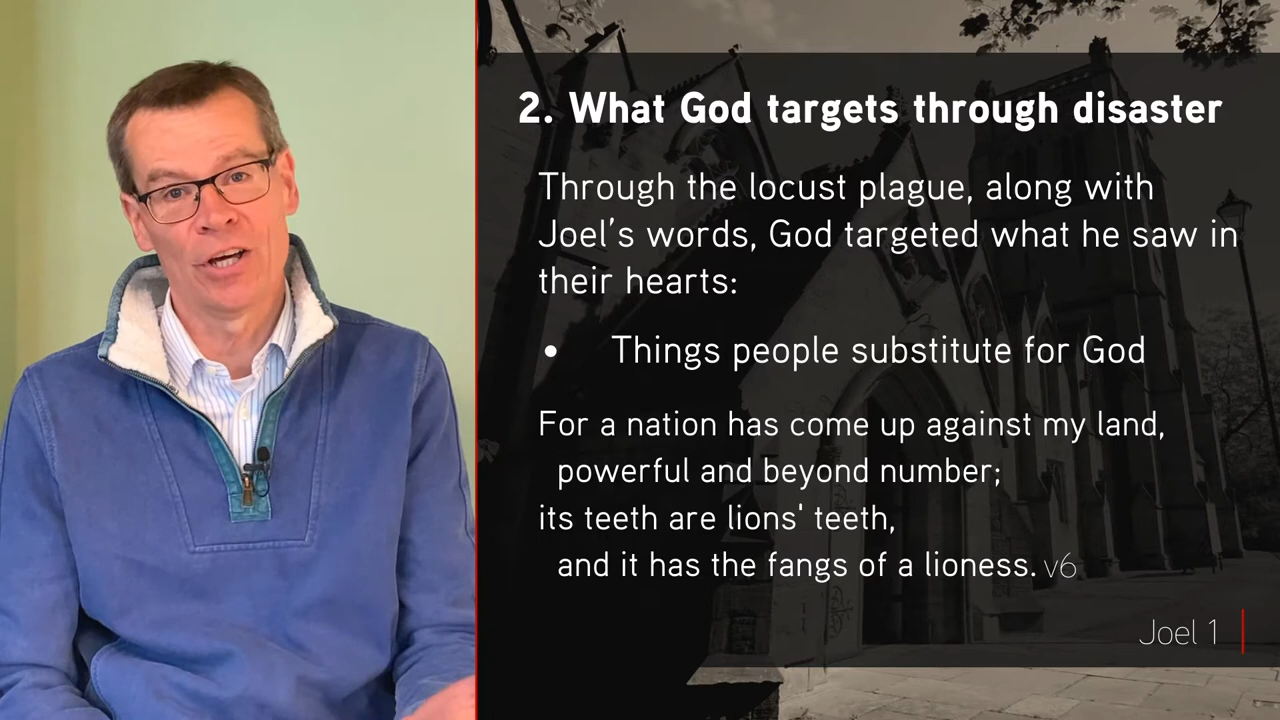 2. What God targets through disaster
Through the locust plague, along with
Joel's words, God targeted what he saw in
their hearts:
• Things people substitute for God
For a nation has come up against my land,
powerful and beyond number;
its teeth are lions' teeth,
and it has the fangs of a lioness. v6
Joel 1